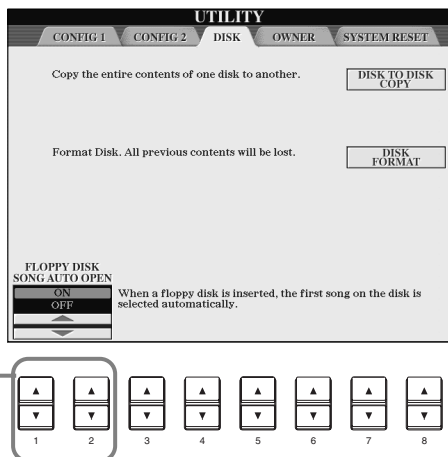 UTILITY
CONFIG 1 CONFIG 2 DISK OWNER SYSTEM RESET
Copy the entire contents of one disk to another.
DISK TO DISK
COPY
Format Disk. All previous contents will be lost.
DISK
FORMAT
FLOPPY DISK
SONG AUTO OPEN
ON
OFF
When a floppy disk is inserted, the first song on the disk is
selected automatically.
1 2 3 4 5 6 7 8